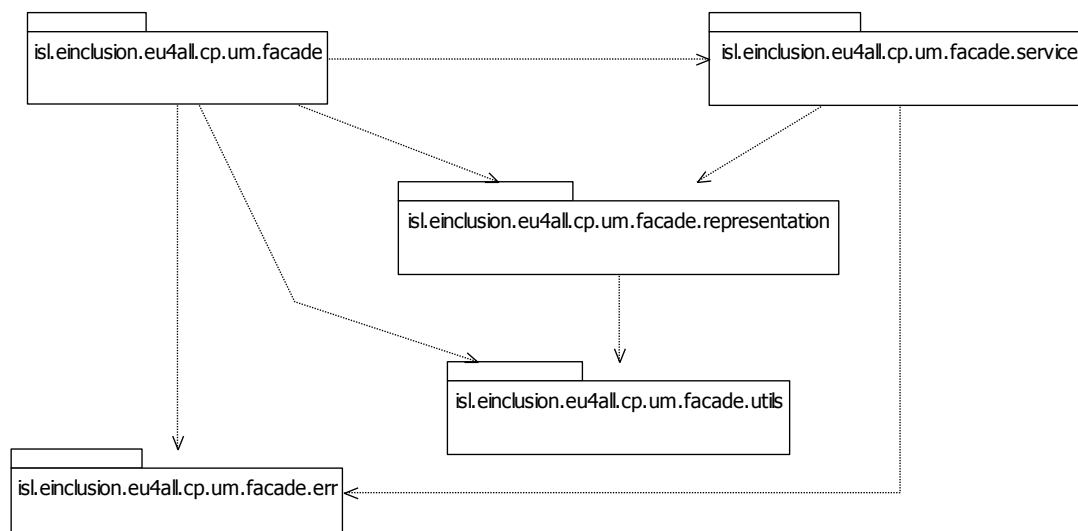 isl.einclusion.eu4all.cp.um.facade
isl.einclusion.eu4all.cp.um.facade.service
isl.einclusion.eu4all.cp.um.facade.representation
isl.einclusion.eu4all.cp.um.facade.utils
isl.einclusion.eu4all.cp.um.facade.err